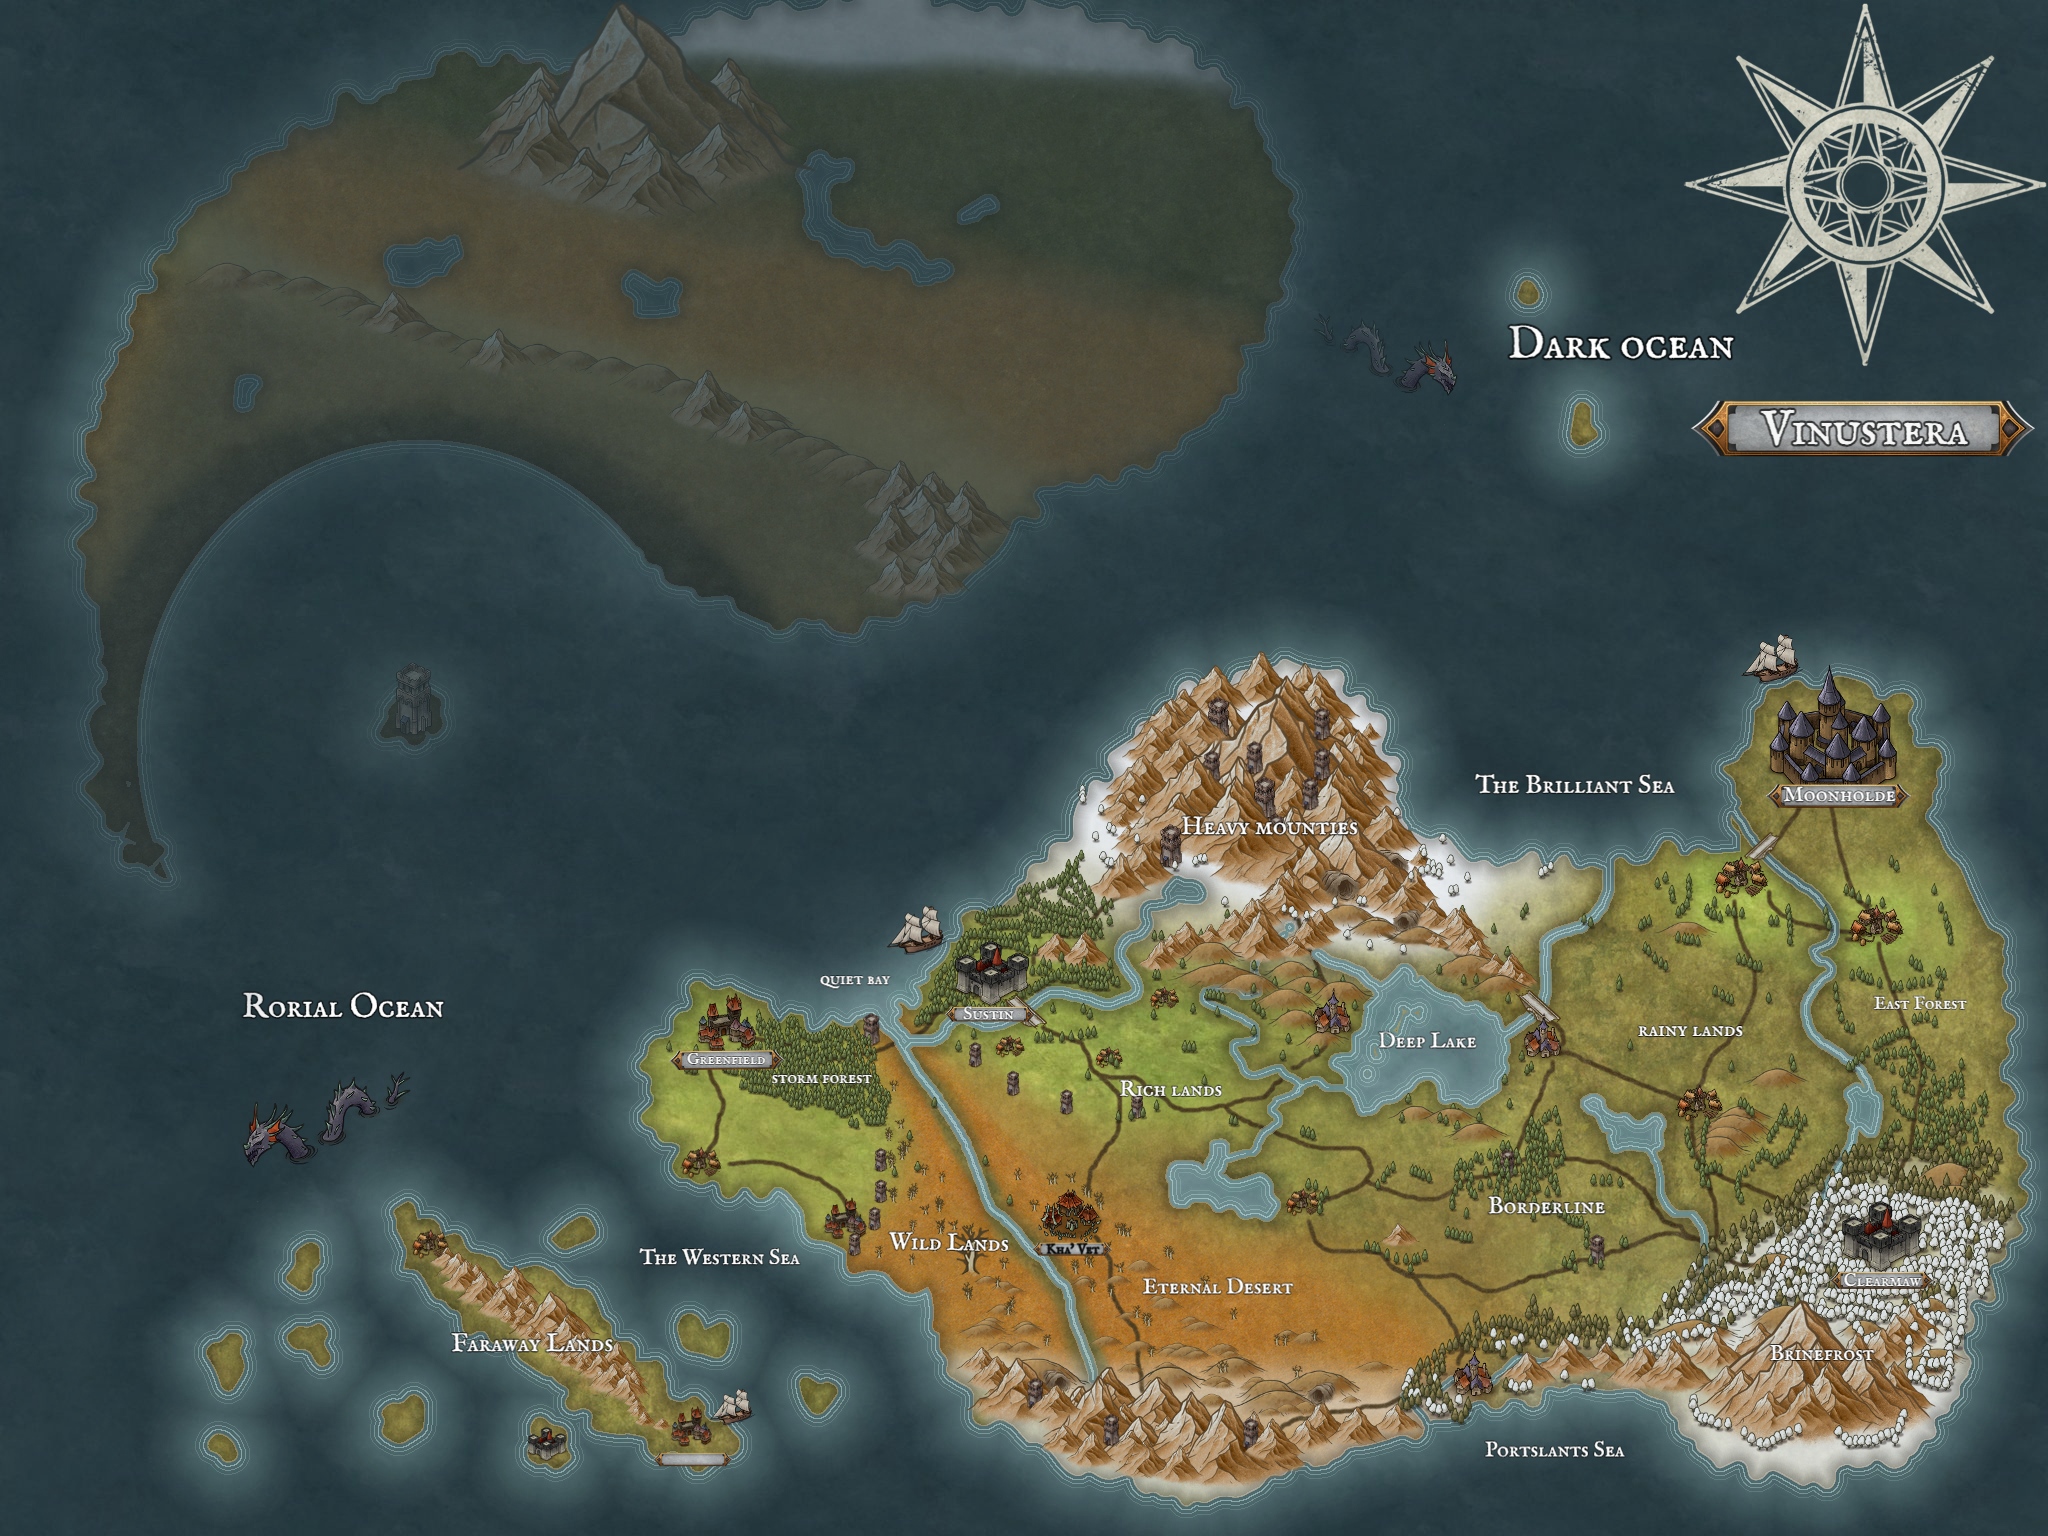 Dark ocean
Vinustera
The Brilliant Sea
Moonholde
Heavy mounties
quiet bay
Rorial Ocean
Sustin
East Forest
rainy lands
Deep Lake
Greenfield
storm forest
Rich lands
Borderline
Wild Lands
Kha' Vet
The Western Sea
Eternal Desert
Clearmaw
Faraway Lands
Brinefrost
Portslants Sea